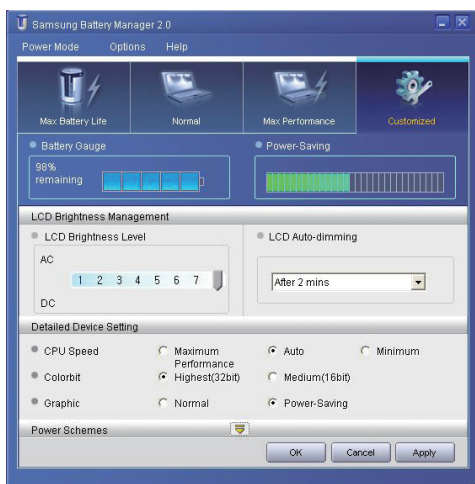 Samsung Battery Manager 2.0
Power Mode Options Help
Max Battery Life Normal Max Performance Customized
Battery Gauge Power-Saving
98%
remaining
LCD Brightness Management
LCD Brightness Level LCD Auto-dimming
AC
1 2 3 4 5 6 7
After 2 mins
DC
Detailed Device Setting
CPU Speed Maximum Performance Auto Minimum
Colorbit Highest(32bit) Medium(16bit)
Graphic Normal Power-Saving
Power Schemes
OK Cancel Apply